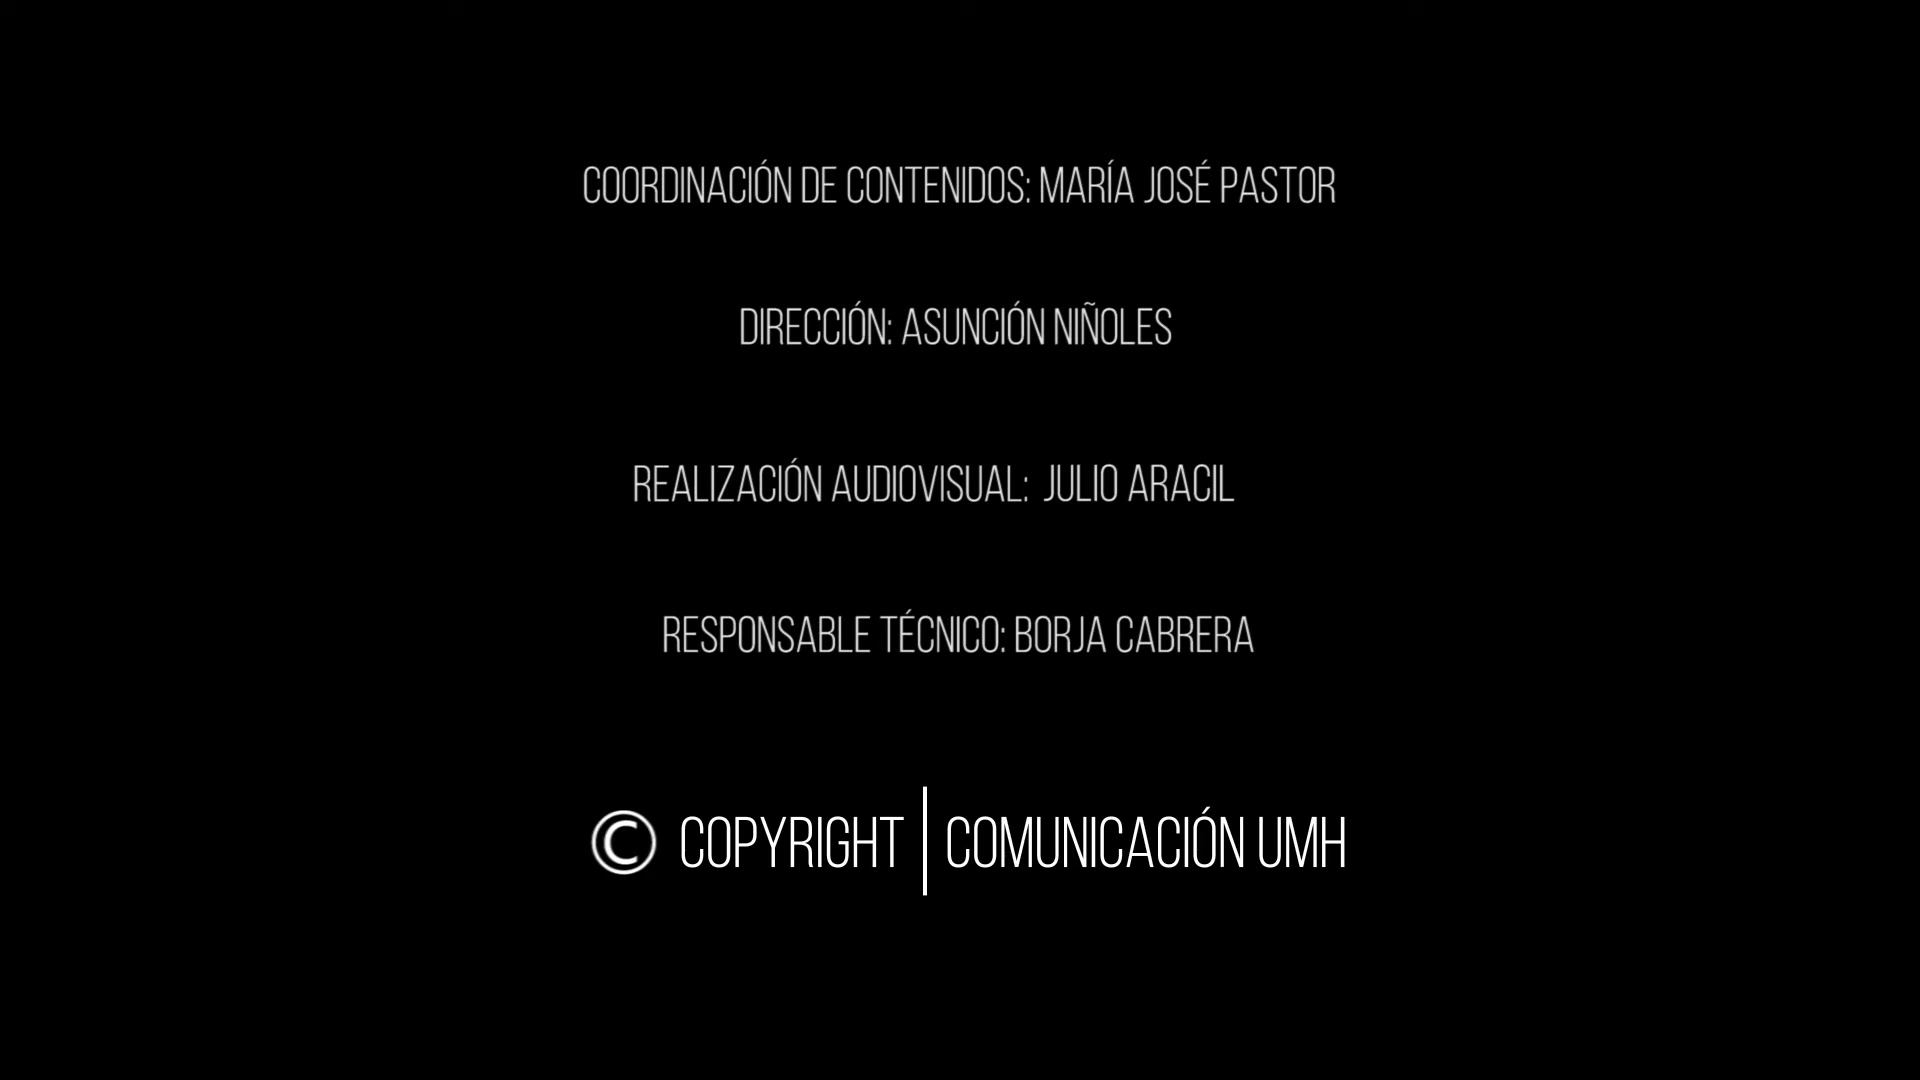 COORDINACIÓN DE CONTENIDOS: MARÍA JOSÉ PASTOR
DIRECCIÓN: ASUNCIÓN NIÑOLES
REALIZACIÓN AUDIOVISUAL: JULIO ARACIL
RESPONSABLE TÉCNICO: BORJA CABRERA
© COPYRIGHT | COMUNICACIÓN UMH